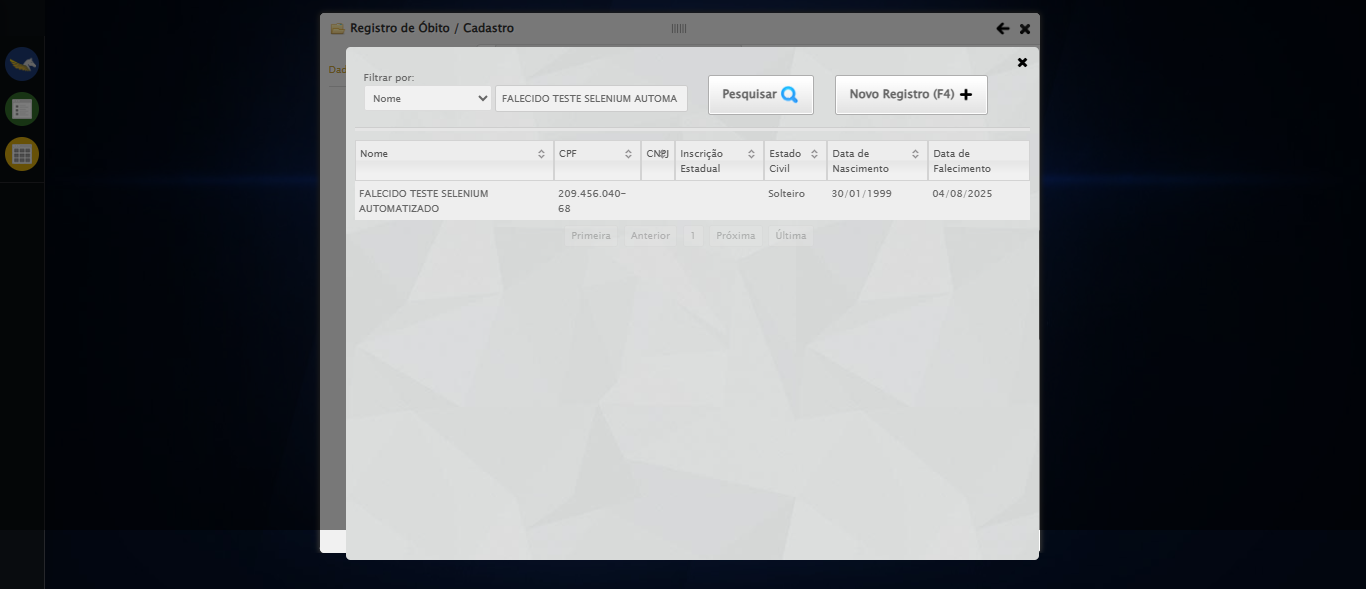 Registro de Óbito / Cadastro
Filtrar por:
Nome
FALECIDO TESTE SELENIUM AUTOMA
Pesquisar
Novo Registro (F4)
Nome
CPF
CNPJ
Inscrição
Estadual
Estado
Civil
Data de
Nascimento
Data de
Falecimento
FALECIDO TESTE SELENIUM
AUTOMATIZADO
209.456.040-
68
Solteiro
30/01/1999
04/08/2025
Primeira Anterior 1 Próxima Última